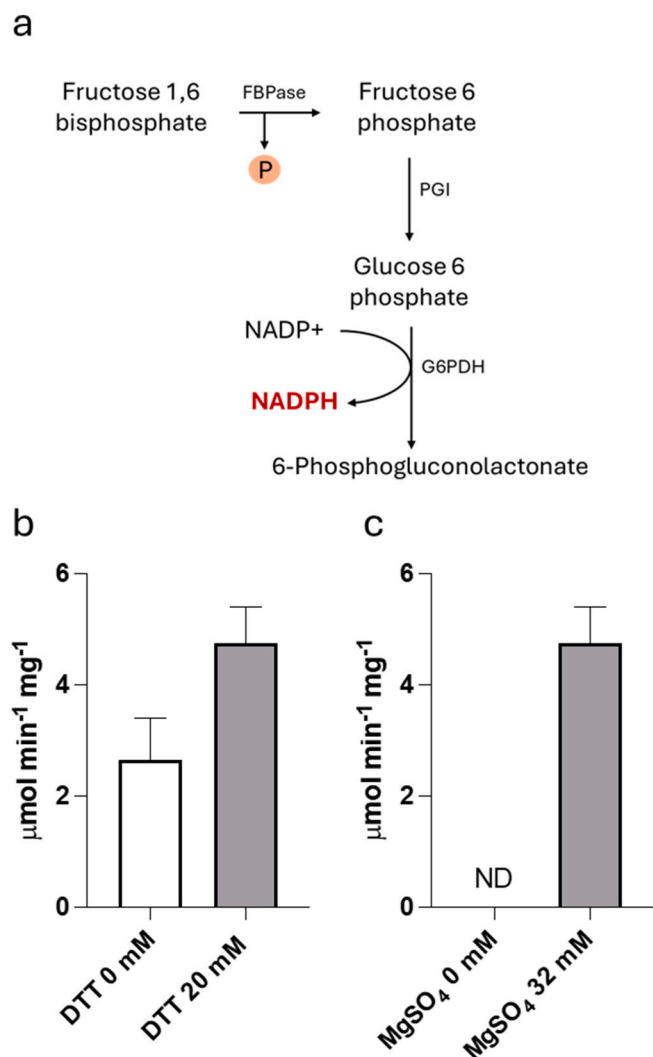 a
Fructose 1,6
bisphosphate
FBPase
Fructose 6
phosphate
P
PGI
Glucose 6
phosphate
NADP+
G6PDH
NADPH
6-Phosphogluconolactonate
b
6
4
2
0
μmol min⁻¹ mg⁻¹
DTT 0 mM
DTT 20 mM
c
6
4
2
0
μmol min⁻¹ mg⁻¹
ND
MgSO₄ 0 mM
MgSO₄ 32 mM